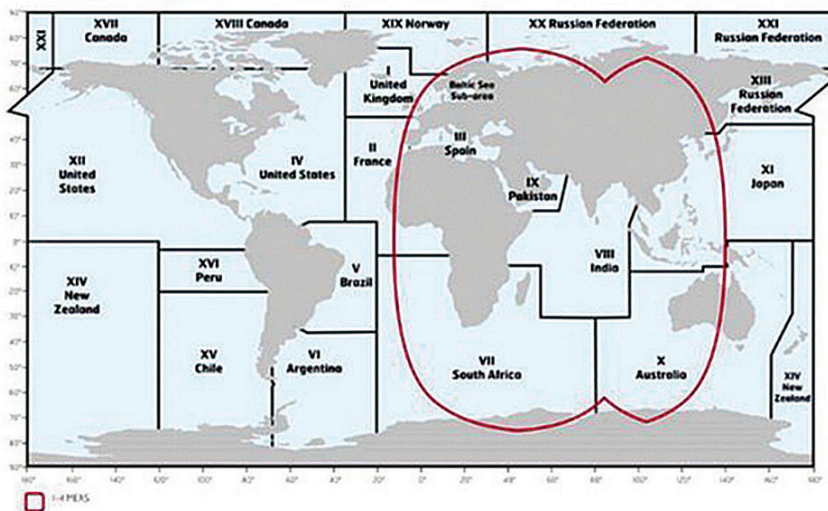 XXI
XVII
Canada
XVIII Canada
XIX Norway
XX Russian Federation
XXI
Russian Federation
I
United
Kingdom
Baltic Sea
Sub-area
XIII
Russian
Federation
XII
United
States
IV
United States
II
France
III
Spain
IX
Pakistan
XI
Japan
XVI
Peru
V
Brazil
VIII
India
XIV
New
Zealand
XV
Chile
VI
Argentina
VII
South Africa
X
Australia
XIV
New
Zealand
I-4 MEAS